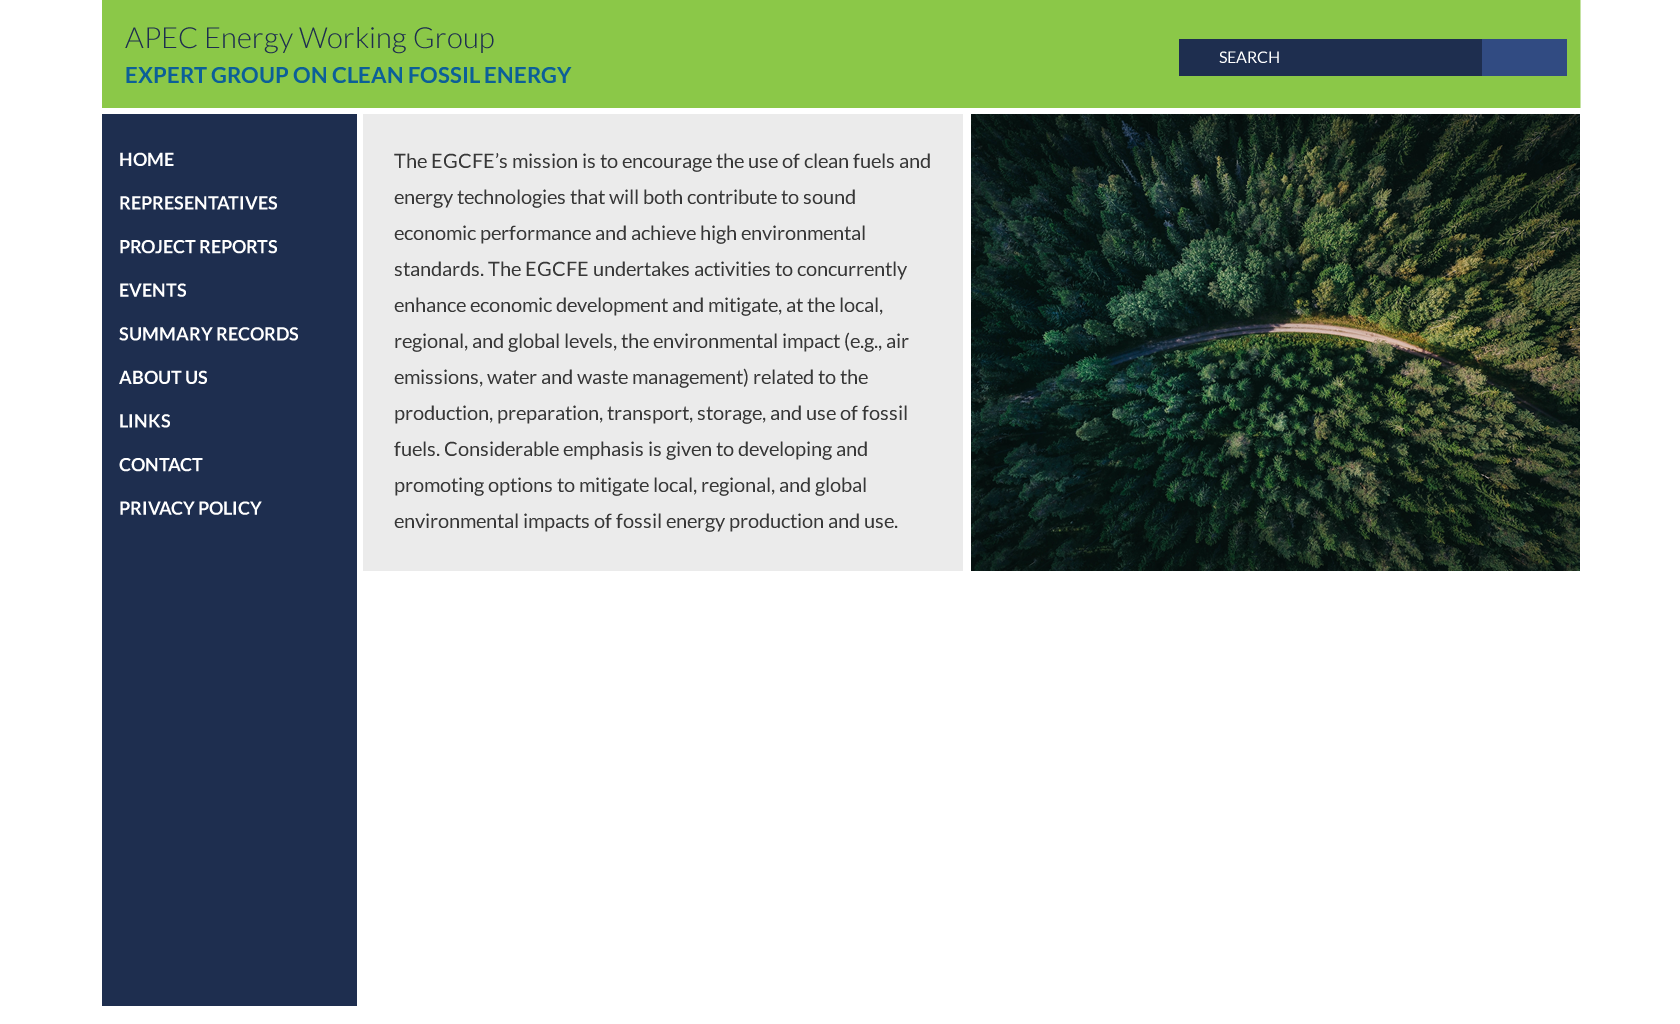 APEC Energy Working Group
EXPERT GROUP ON CLEAN FOSSIL ENERGY
SEARCH
HOME
REPRESENTATIVES
PROJECT REPORTS
EVENTS
SUMMARY RECORDS
ABOUT US
LINKS
CONTACT
PRIVACY POLICY
The EGCFE’s mission is to encourage the use of clean fuels and
energy technologies that will both contribute to sound
economic performance and achieve high environmental
standards. The EGCFE undertakes activities to concurrently
enhance economic development and mitigate, at the local,
regional, and global levels, the environmental impact (e.g., air
emissions, water and waste management) related to the
production, preparation, transport, storage, and use of fossil
fuels. Considerable emphasis is given to developing and
promoting options to mitigate local, regional, and global
environmental impacts of fossil energy production and use.